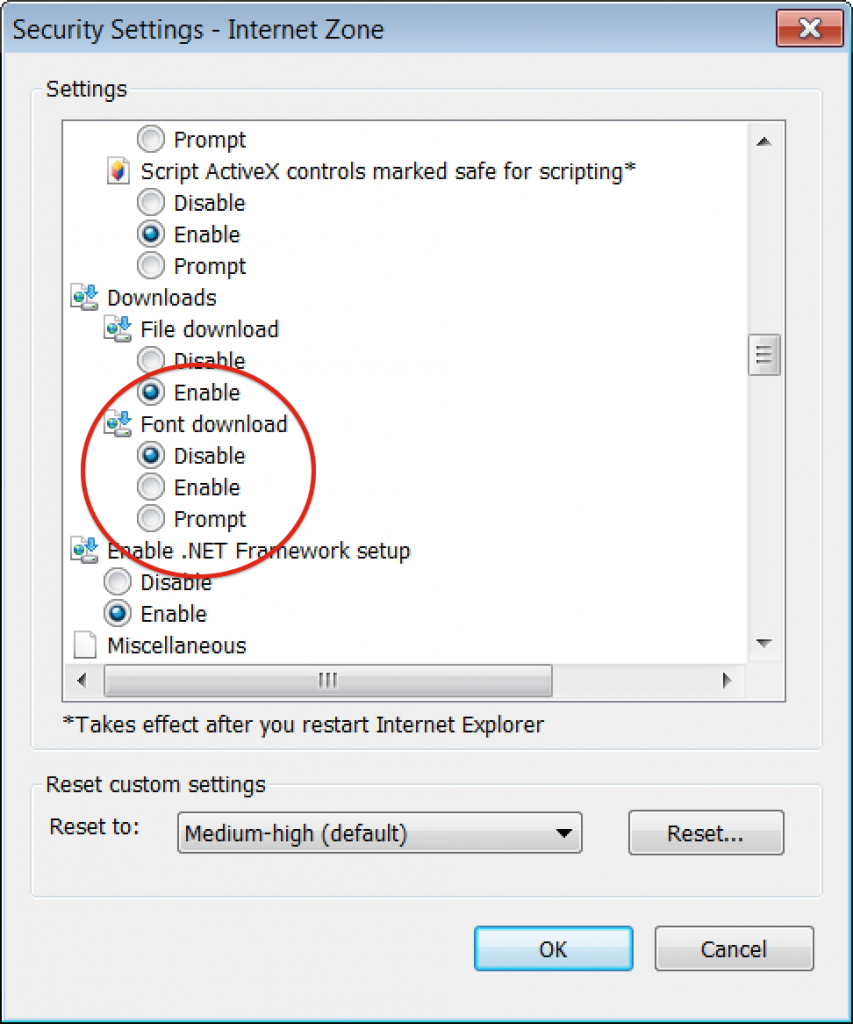 Security Settings - Internet Zone
Settings
Prompt
Script ActiveX controls marked safe for scripting*
Disable
Enable
Prompt
Downloads
File download
Disable
Enable
Font download
Disable
Enable
Prompt
Enable .NET Framework setup
Disable
Enable
Miscellaneous
*Takes effect after you restart Internet Explorer
Reset custom settings
Reset to: Medium-high (default) Reset...
OK Cancel